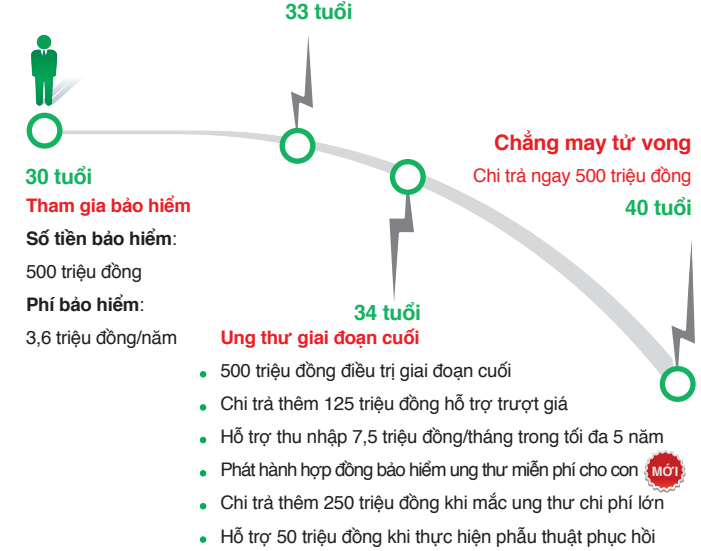 33 tuổi
30 tuổi
Tham gia bảo hiểm
Số tiền bảo hiểm:
500 triệu đồng
Phí bảo hiểm:
3,6 triệu đồng/năm
Chẳng may tử vong
Chi trả ngay 500 triệu đồng
40 tuổi
34 tuổi
Ung thư giai đoạn cuối
500 triệu đồng điều trị giai đoạn cuối
Chi trả thêm 125 triệu đồng hỗ trợ trượt giá
Hỗ trợ thu nhập 7,5 triệu đồng/tháng trong tối đa 5 năm
Phát hành hợp đồng bảo hiểm ung thư miễn phí cho con MỚI
Chi trả thêm 250 triệu đồng khi mắc ung thư chi phí lớn
Hỗ trợ 50 triệu đồng khi thực hiện phẫu thuật phục hồi